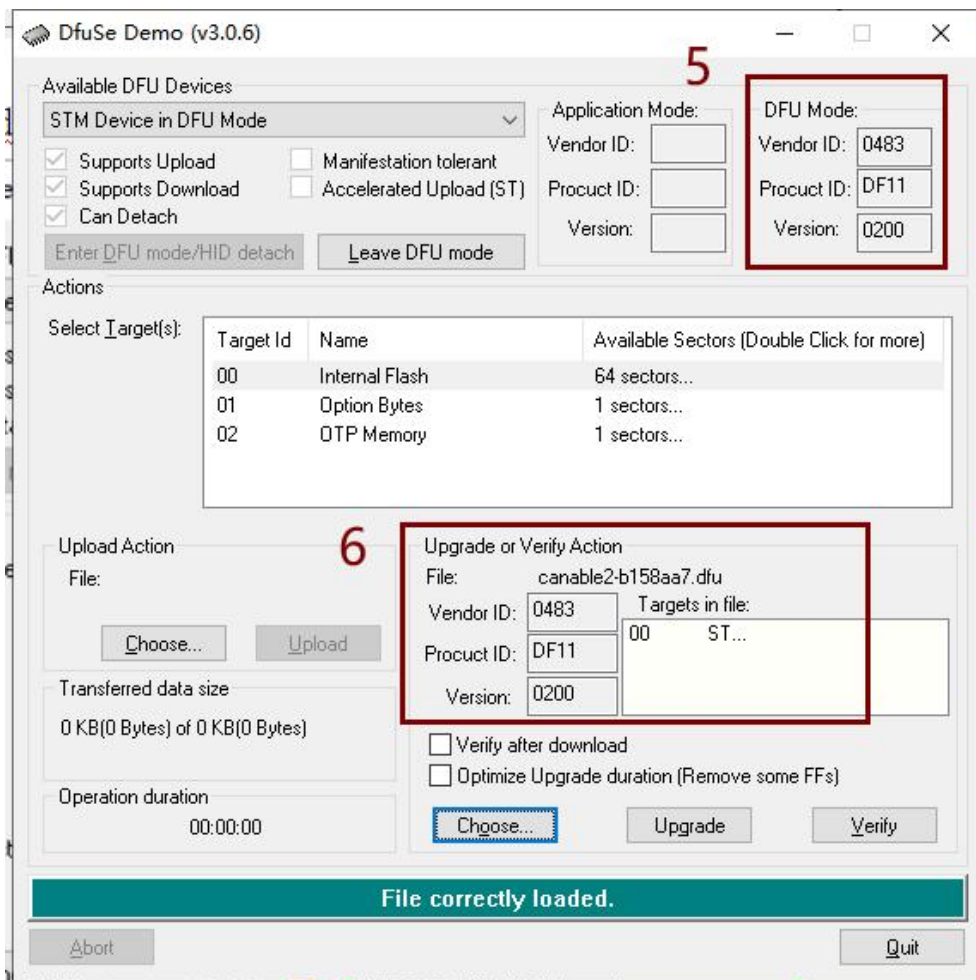 DfuSe Demo (v3.0.6)
5
Available DFU Devices
STM Device in DFU Mode
Supports Upload
Manifestation tolerant
Supports Download
Accelerated Upload (ST)
Can Detach
Enter DFU mode/HID detach
Leave DFU mode
Application Mode:
Vendor ID:
Procuct ID:
Version:
DFU Mode:
Vendor ID: 0483
Procuct ID: DF11
Version: 0200
Actions
Select Target(s):
Target Id Name Available Sectors (Double Click for more)
00 Internal Flash 64 sectors...
01 Option Bytes 1 sectors...
02 OTP Memory 1 sectors...
Upload Action
File:
Choose... Upload
Transferred data size
0 KB(0 Bytes) of 0 KB(0 Bytes)
Operation duration
00:00:00
6
Upgrade or Verify Action
File: canable2-b158aa7.dfu
Vendor ID: 0483
Procuct ID: DF11
Version: 0200
Targets in file:
00 ST...
Verify after download
Optimize Upgrade duration (Remove some FFs)
Choose... Upgrade Verify
File correctly loaded.
Abort Quit